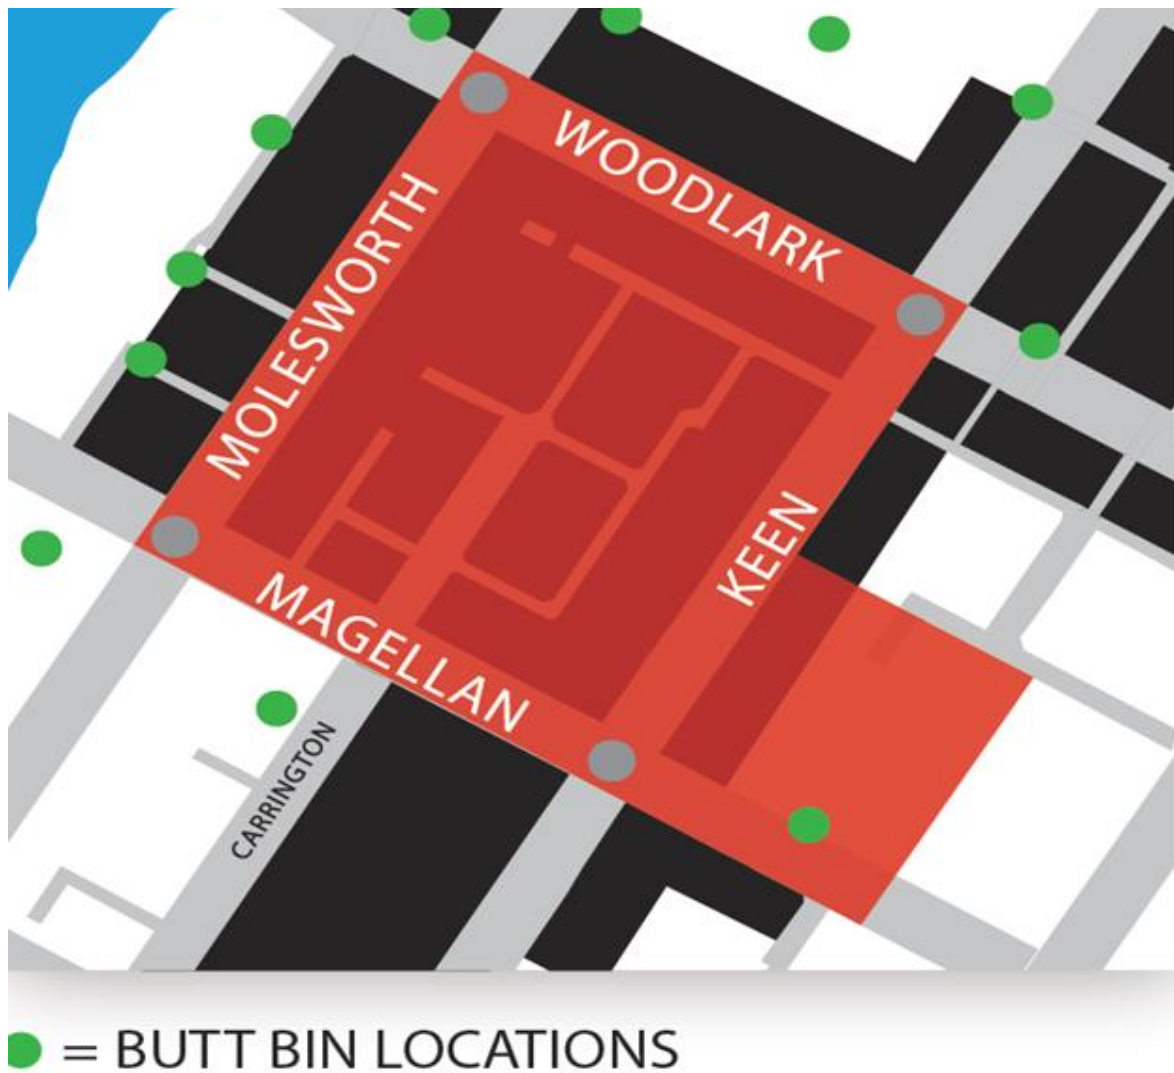 WOODLARK
MOLESWORTH
KEEN
MAGELLAN
CARRINGTON
= BUTT BIN LOCATIONS